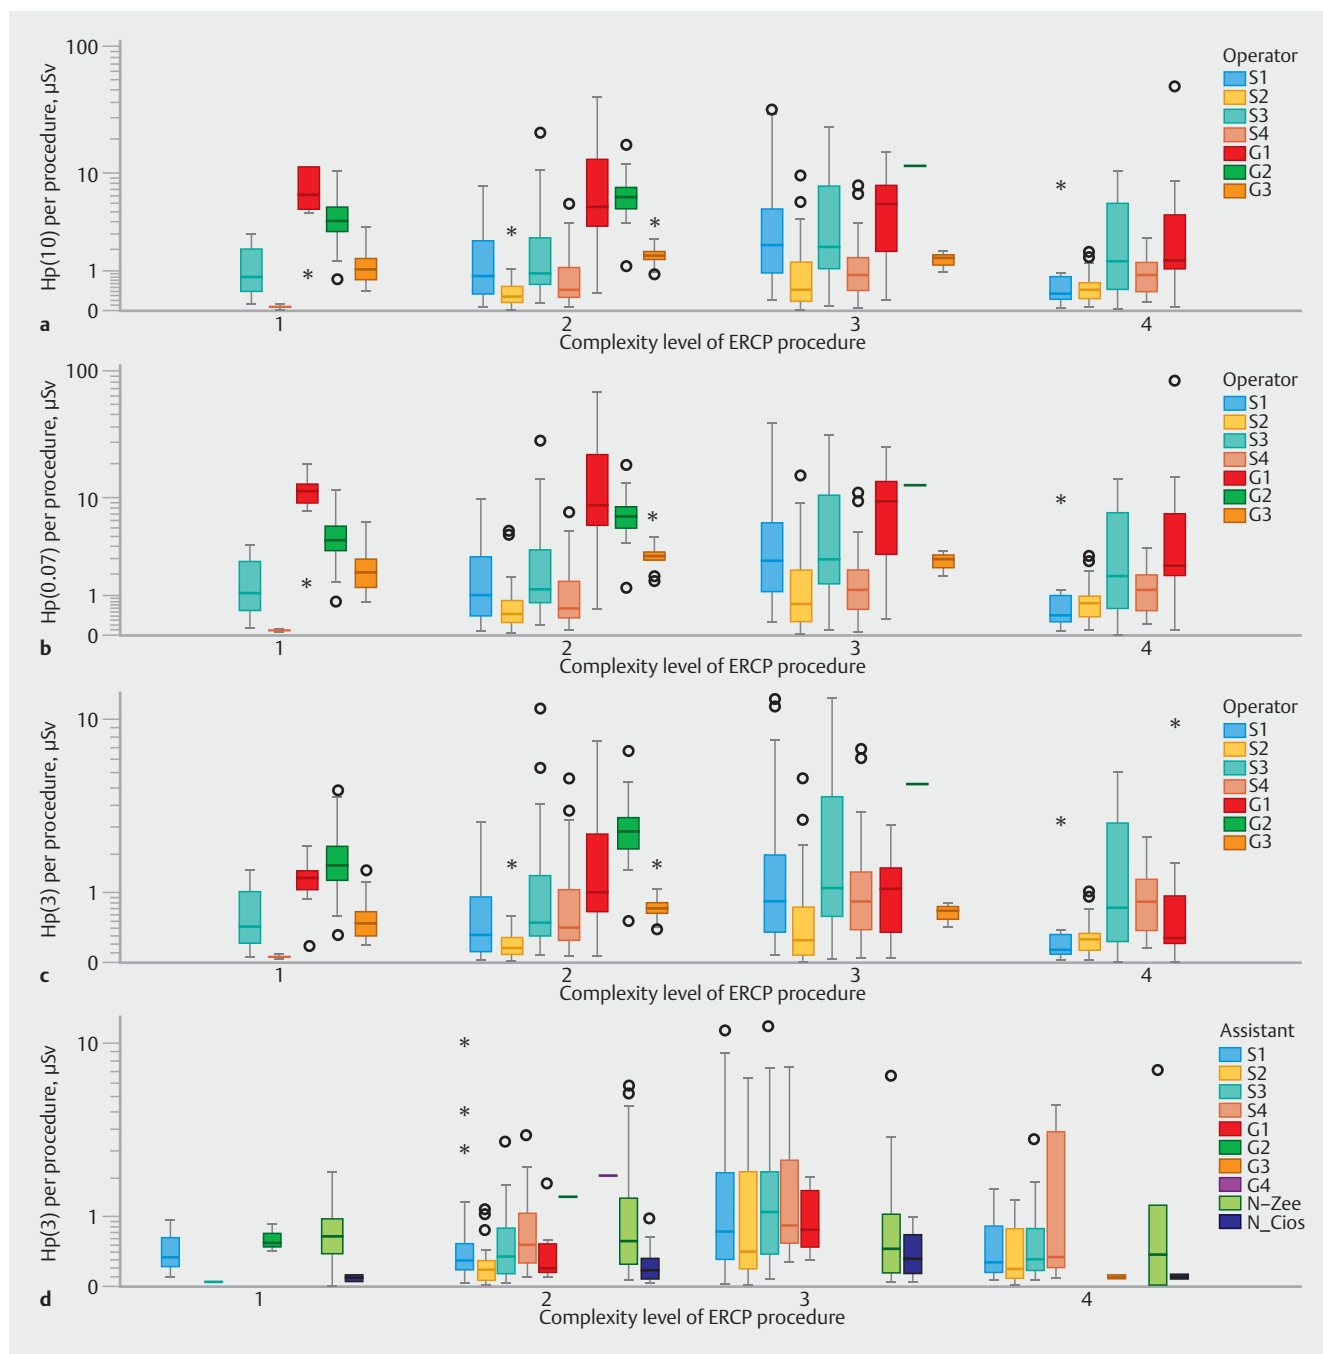 Hp(10) per procedure, μSv
100
10
1
0
1 2 3 4
Complexity level of ERCP procedure
Operator
S1
S2
S3
S4
G1
G2
G3
a
Hp(0.07) per procedure, μSv
100
10
1
0
1 2 3 4
Complexity level of ERCP procedure
Operator
S1
S2
S3
S4
G1
G2
G3
b
Hp(3) per procedure, μSv
10
1
0
1 2 3 4
Complexity level of ERCP procedure
Operator
S1
S2
S3
S4
G1
G2
G3
c
Hp(3) per procedure, μSv
10
1
0
1 2 3 4
Complexity level of ERCP procedure
Assistant
S1
S2
S3
S4
G1
G2
G3
G4
N–Zee
N_Cios
d